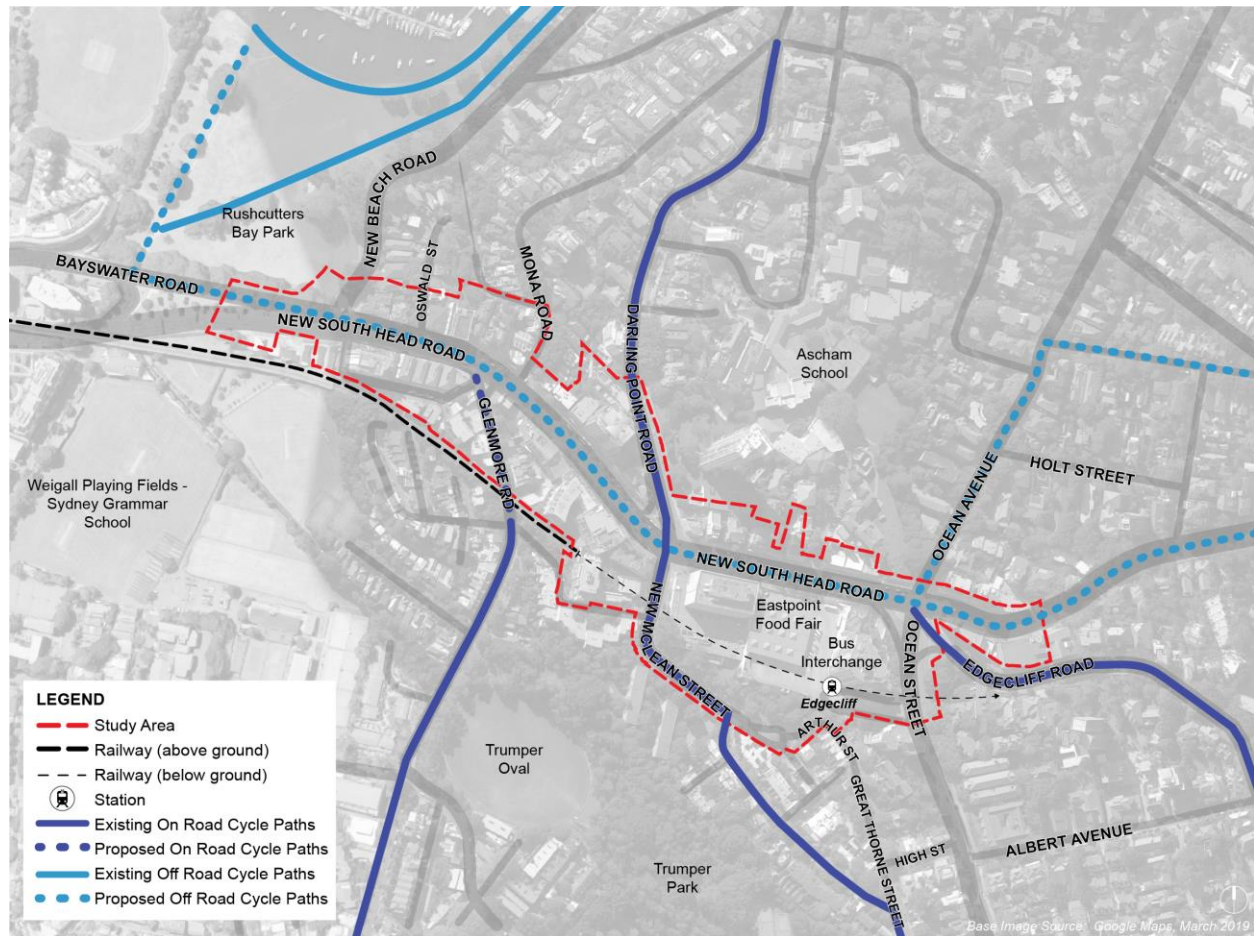 Rushcutters
Bay Park
NEW BEACH ROAD
OSWALD ST
MONA ROAD
BAYSWATER ROAD
NEW SOUTH HEAD ROAD
DARLING POINT ROAD
Ascham
School
GLENMORE RD
OCEAN AVENUE
HOLT STREET
Weigall Playing Fields -
Sydney Grammar
School
NEW SOUTH HEAD ROAD
NEW MCLEAN STREET
Eastpoint
Food Fair
Bus
Interchange
OCEAN STREET
EDGECLIFF ROAD
Edgecliff
ARTHUR ST
Trumper
Oval
GREAT THORNE STREET
HIGH ST
ALBERT AVENUE
Trumper
Park
LEGEND
Study Area
Railway (above ground)
Railway (below ground)
Station
Existing On Road Cycle Paths
Proposed On Road Cycle Paths
Existing Off Road Cycle Paths
Proposed Off Road Cycle Paths
Base Image Source : Google Maps, March 2019